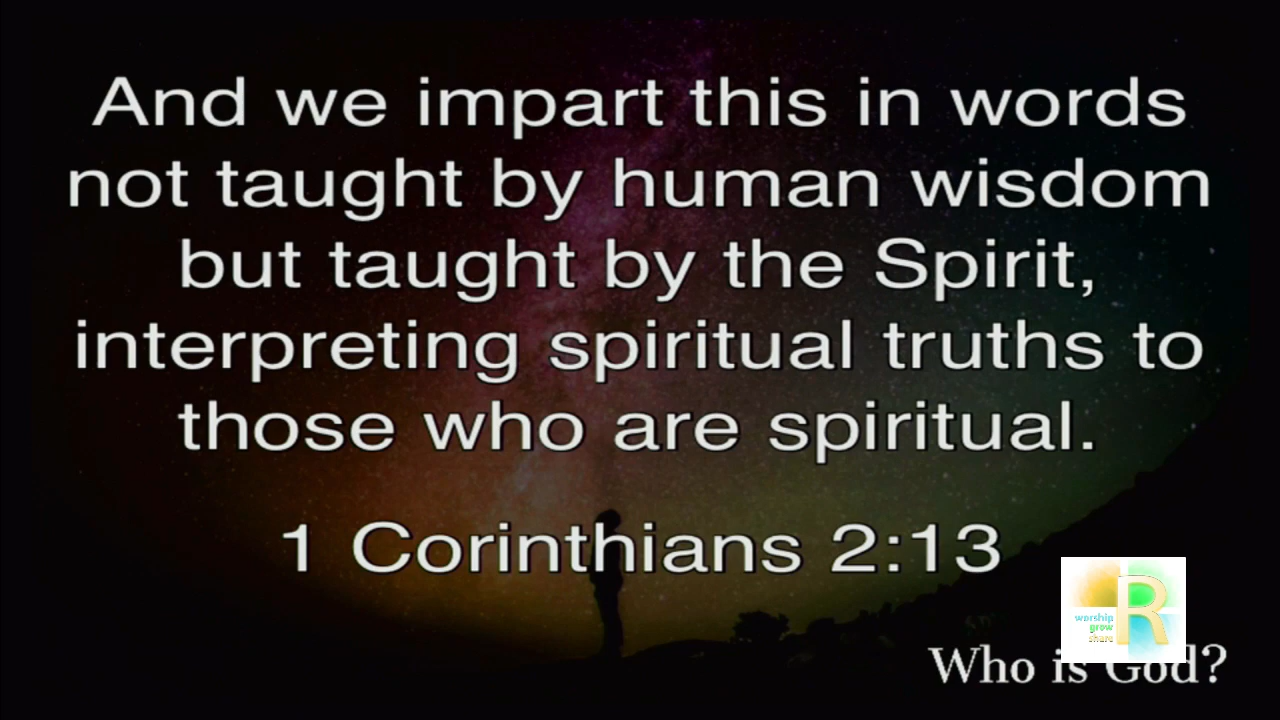 And we impart this in words
not taught by human wisdom
but taught by the Spirit,
interpreting spiritual truths to
those who are spiritual.
1 Corinthians 2:13
R
worship
grow
share
Who is God?